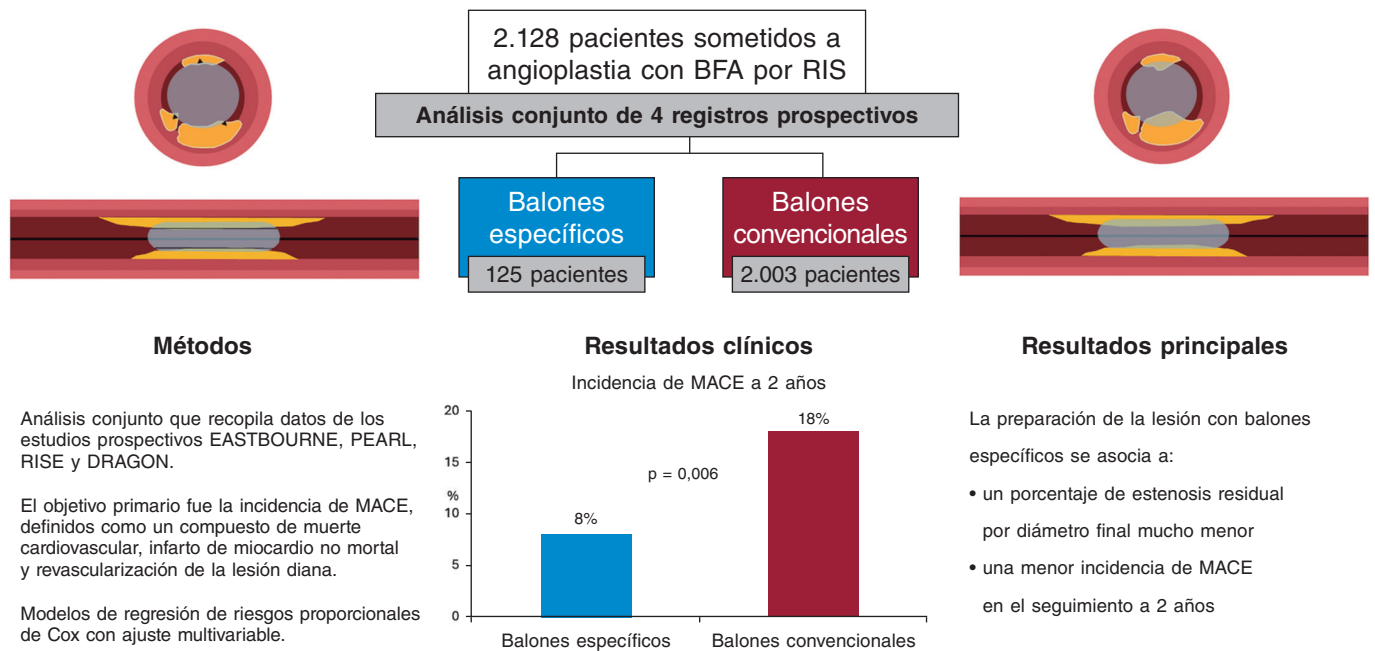 2.128 pacientes sometidos a
angioplastia con BFA por RIS
Análisis conjunto de 4 registros prospectivos
Balones
específicos
125 pacientes
Balones
convencionales
2.003 pacientes
Métodos
Análisis conjunto que recopila datos de los
estudios prospectivos EASTBOURNE, PEARL,
RISE y DRAGON.
El objetivo primario fue la incidencia de MACE,
definidos como un compuesto de muerte
cardiovascular, infarto de miocardio no mortal
y revascularización de la lesión diana.
Modelos de regresión de riesgos proporcionales
de Cox con ajuste multivariable.
Resultados clínicos
Incidencia de MACE a 2 años
20
15
%
10
5
0
8%
p = 0,006
18%
Balones específicos
Balones convencionales
Resultados principales
La preparación de la lesión con balones
específicos se asocia a:
• un porcentaje de estenosis residual
por diámetro final mucho menor
• una menor incidencia de MACE
en el seguimiento a 2 años